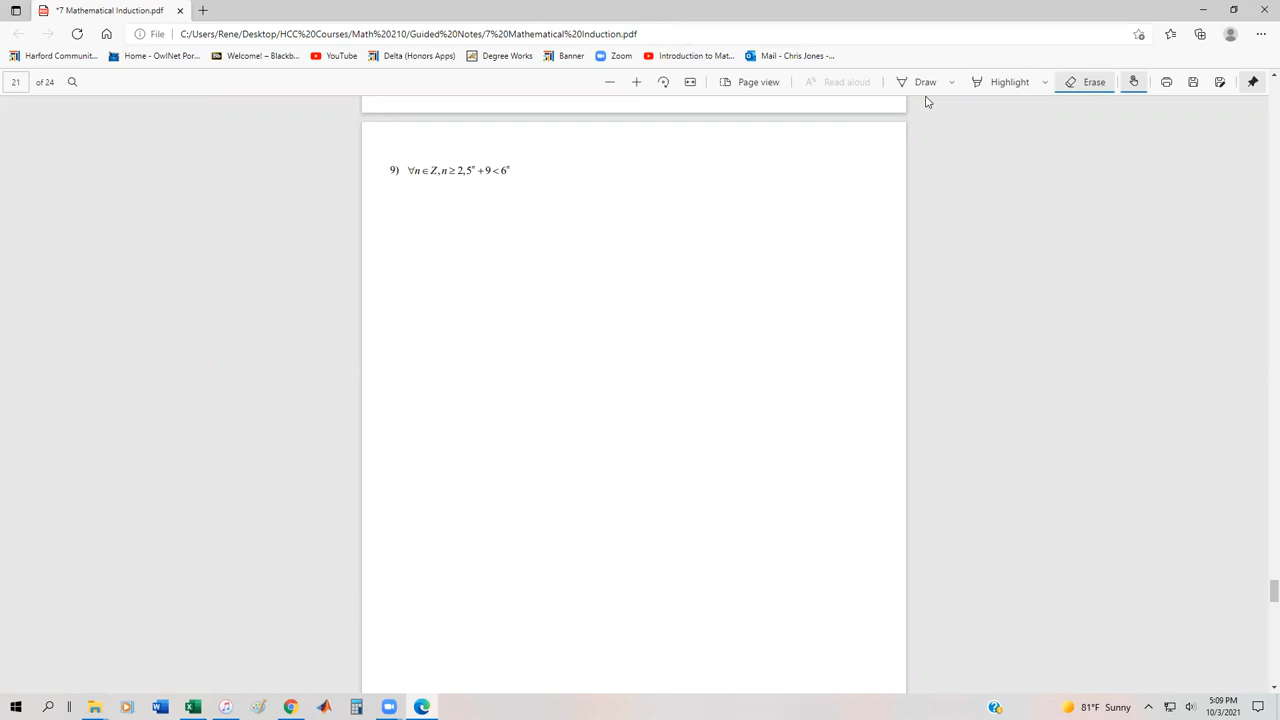 *7 Mathematical Induction.pdf
File C:/Users/Rene/Desktop/HCC%20Courses/Math%20210/Guided%20Notes/7%20Mathematical%20Induction.pdf
Harford Communit... Home - OwlNet Por... Welcome! – Blackb... YouTube Delta (Honors Apps) Degree Works Banner Zoom Introduction to Mat... Mail - Chris Jones -...
21 of 24 Page view Read aloud Draw Highlight Erase
9) ∀n ∈ Z, n ≥ 2, 5ⁿ + 9 < 6ⁿ
81°F Sunny 5:09 PM
10/3/2021